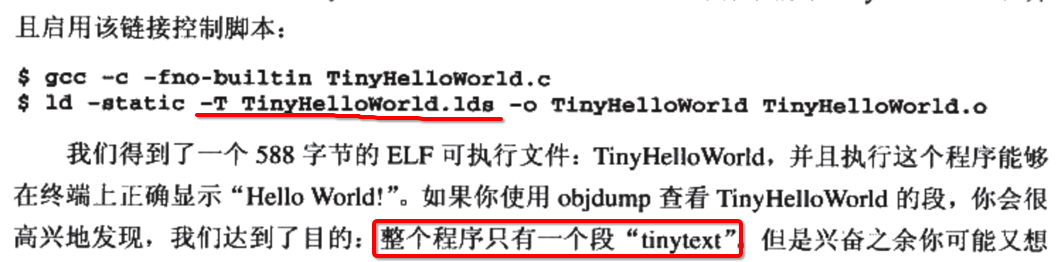 且启用该链接控制脚本：
$ gcc -c -fno-builtin TinyHelloWorld.c
$ ld -static -T TinyHelloWorld.lds -o TinyHelloWorld TinyHelloWorld.o
我们得到了一个 588 字节的 ELF 可执行文件：TinyHelloWorld，并且执行这个程序能够
在终端上正确显示“Hello World!”。如果你使用 objdump 查看 TinyHelloWorld 的段，你会很
高兴地发现，我们达到了目的：整个程序只有一个段“tinytext”。但是兴奋之余你可能又想